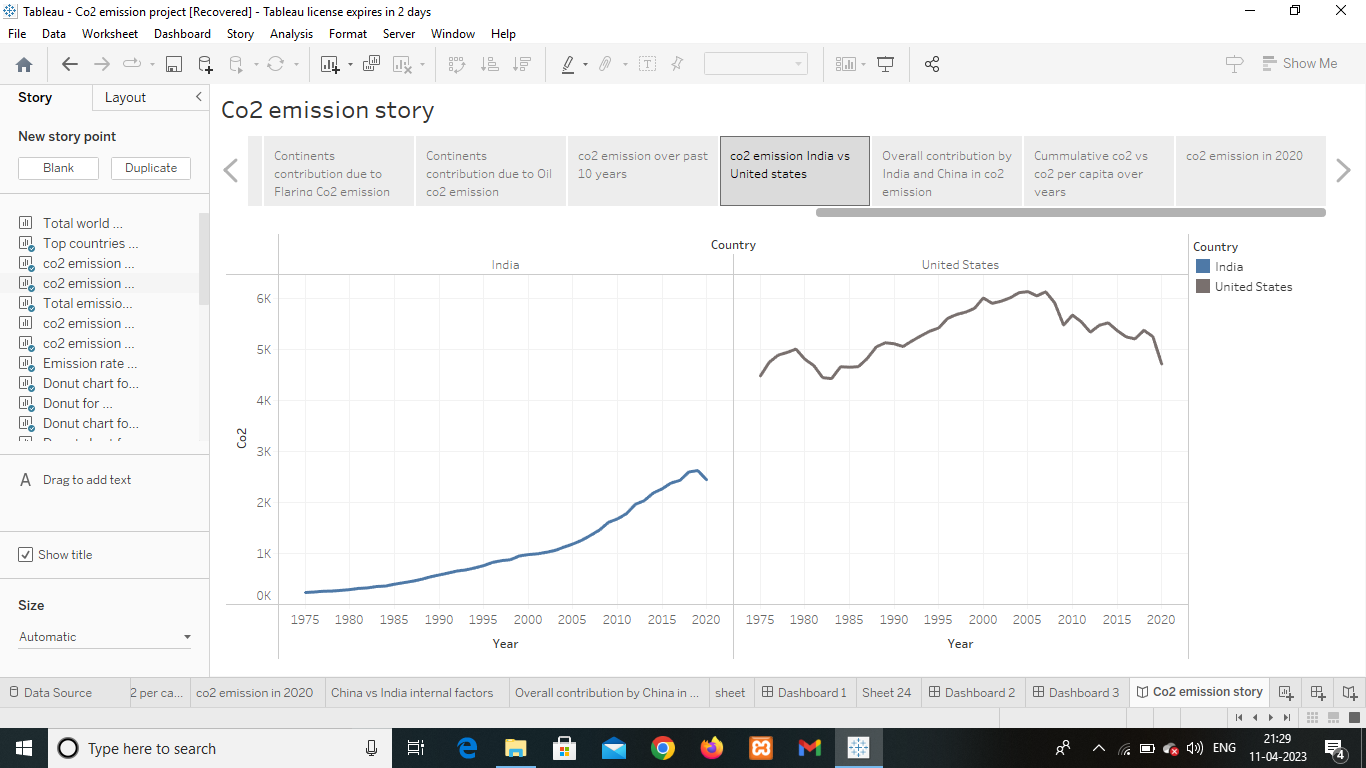 Tableau - Co2 emission project [Recovered] - Tableau license expires in 2 days
File Data Worksheet Dashboard Story Analysis Format Server Window Help
Show Me
Story Layout
New story point
Blank Duplicate
Total world ...
Top countries ...
co2 emission ...
co2 emission ...
Total emissio...
co2 emission ...
co2 emission ...
Emission rate ...
Donut chart fo...
Donut for ...
Donut chart fo...
A Drag to add text
Show title
Size
Automatic
Co2 emission story
Continents
contribution due to
Flaring Co2 emission
Continents
contribution due to Oil
co2 emission
co2 emission over past
10 years
co2 emission India vs
United states
Overall contribution by
India and China in co2
emission
Cummulative co2 vs
co2 per capita over
years
co2 emission in 2020
Country
India United States
6K
5K
4K
3K
2K
1K
0K
Co2
1975 1980 1985 1990 1995 2000 2005 2010 2015 2020 1975 1980 1985 1990 1995 2000 2005 2010 2015 2020
Year Year
Country
India
United States
Data Source 2 per ca... co2 emission in 2020 China vs India internal factors Overall contribution by China in ... sheet Dashboard 1 Sheet 24 Dashboard 2 Dashboard 3 Co2 emission story
Type here to search
ENG
21:29
11-04-2023
4